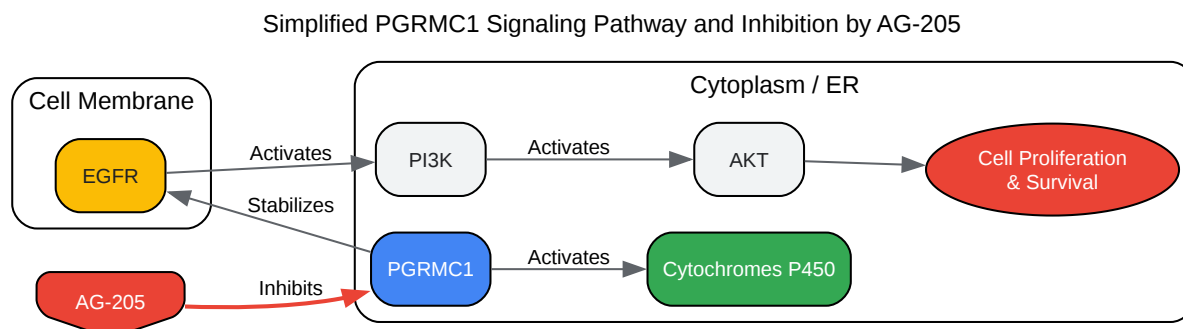 Simplified PGRMC1 Signaling Pathway and Inhibition by AG-205
Cell Membrane
Cytoplasm / ER
EGFR
Activates
PI3K
Activates
AKT
Cell Proliferation
& Survival
Stabilizes
PGRMC1
Activates
Cytochromes P450
AG-205
Inhibits